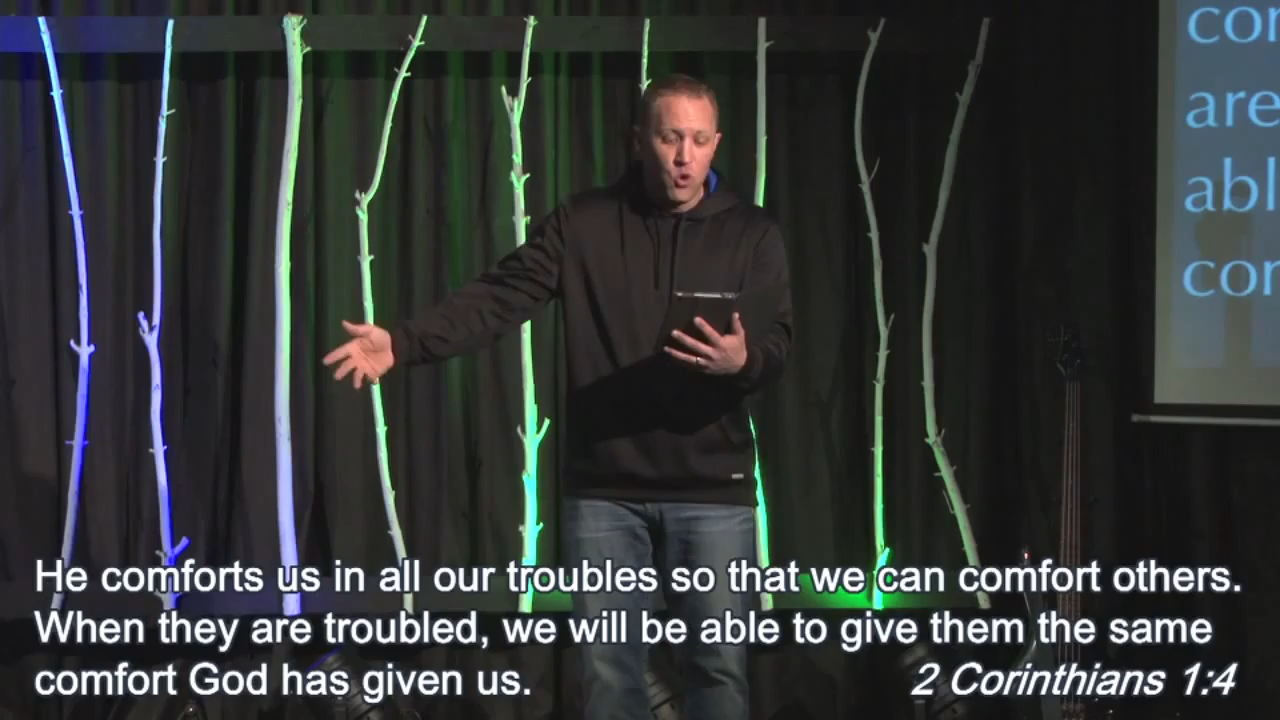 He comforts us in all our troubles so that we can comfort others.
When they are troubled, we will be able to give them the same
comfort God has given us.
2 Corinthians 1:4
are